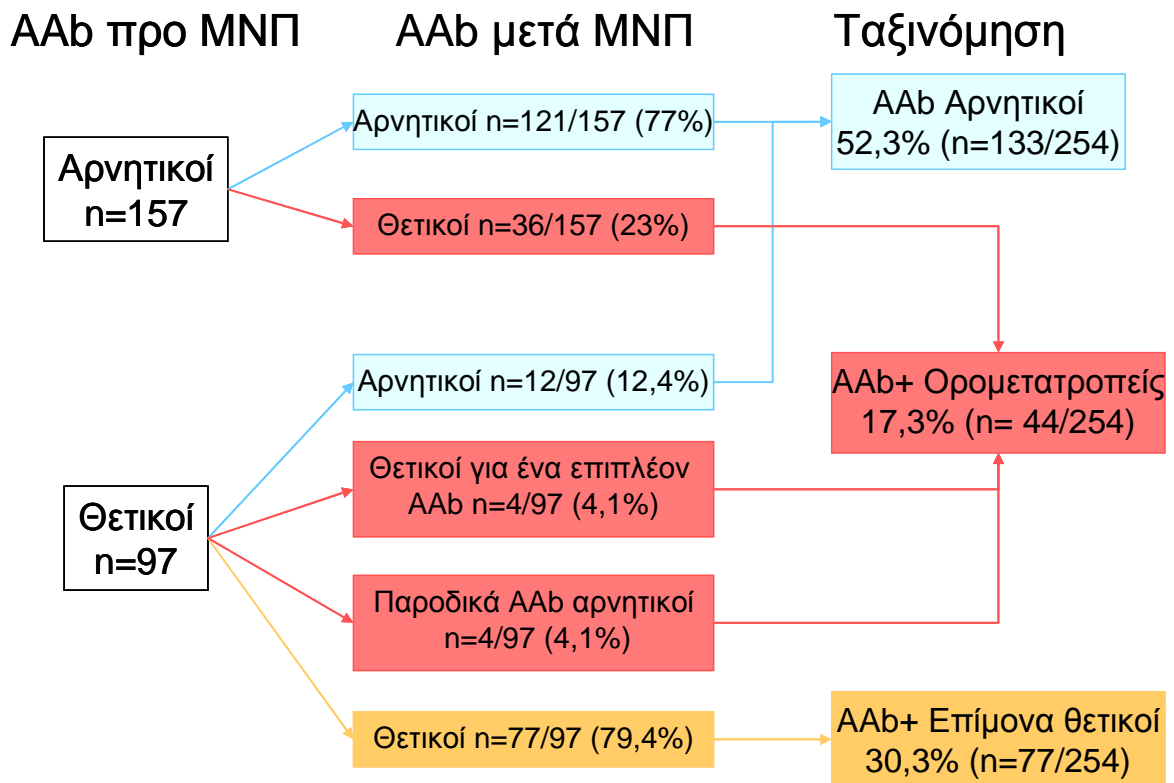 AAb προ ΜΝΠ
AAb μετά ΜΝΠ
Ταξινόμηση
Αρνητικοί
n=157
Αρνητικοί n=121/157 (77%)
Θετικοί n=36/157 (23%)
AAb Αρνητικοί
52,3% (n=133/254)
Θετικοί
n=97
Αρνητικοί n=12/97 (12,4%)
Θετικοί για ένα επιπλέον
AAb n=4/97 (4,1%)
Παροδικά AAb αρνητικοί
n=4/97 (4,1%)
Θετικοί n=77/97 (79,4%)
AAb+ Ορομετατροπείς
17,3% (n= 44/254)
AAb+ Επίμονα θετικοί
30,3% (n=77/254)